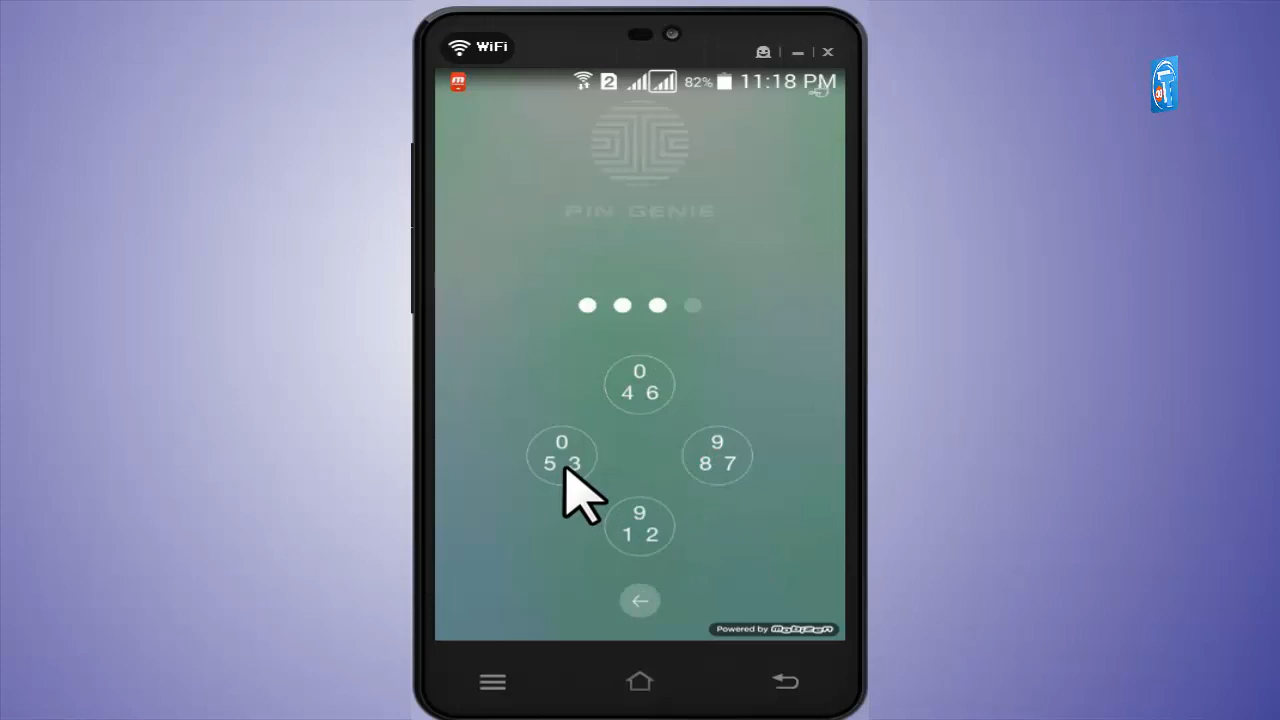 WiFi
2 82% 11:18 PM
PIN GENIE
0
4 6
0
5 3
9
8 7
9
1 2
Powered by mobizen